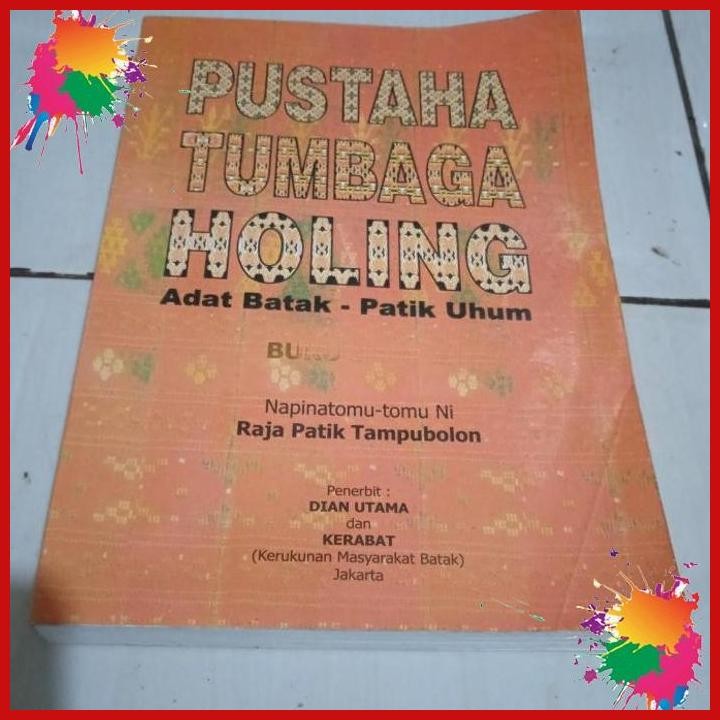 PUSTAHA
TUMBAGA
HOLING
Adat Batak - Patik Uhum
BUKU
Napinatomu-tomu Ni
Raja Patik Tampubolon
Penerbit :
DIAN UTAMA
dan
KERABAT
(Kerukunan Masyarakat Batak)
Jakarta